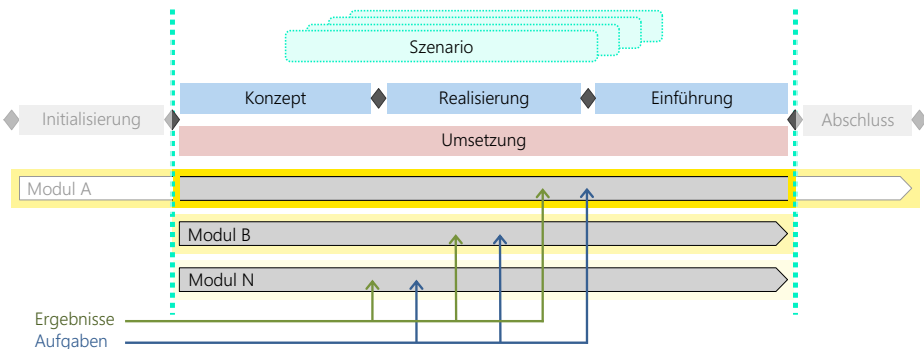 Szenario
Konzept
Realisierung
Einführung
Initialisierung
Abschluss
Umsetzung
Modul A
Modul B
Modul N
Ergebnisse
Aufgaben